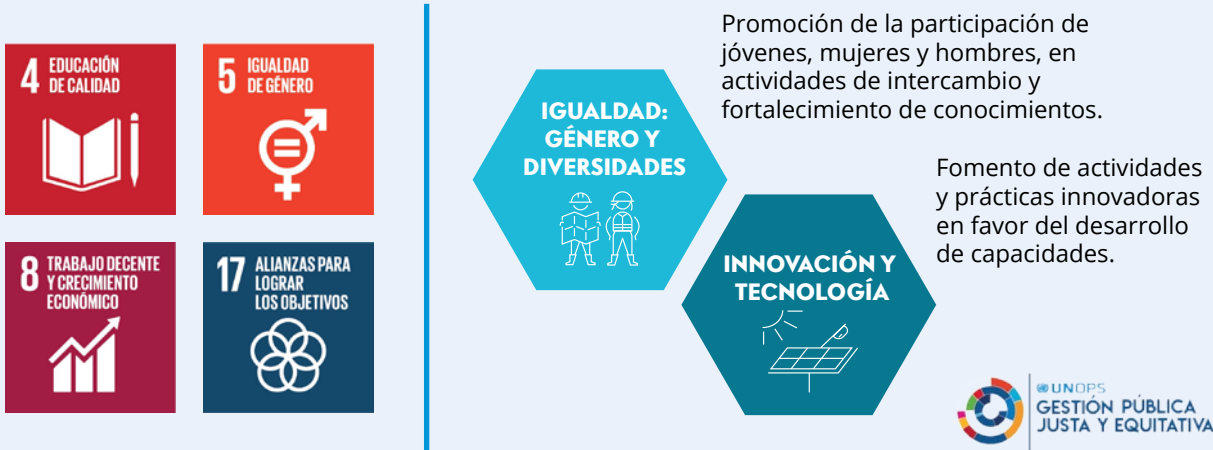 4 EDUCACIÓN
DE CALIDAD
5 IGUALDAD
DE GÉNERO
8 TRABAJO DECENTE
Y CRECIMIENTO
ECONÓMICO
17 ALIANZAS PARA
LOGRAR
LOS OBJETIVOS
IGUALDAD:
GÉNERO Y
DIVERSIDADES
Promoción de la participación de
jóvenes, mujeres y hombres, en
actividades de intercambio y
fortalecimiento de conocimientos.
INNOVACIÓN Y
TECNOLOGÍA
Fomento de actividades
y prácticas innovadoras
en favor del desarrollo
de capacidades.
UNOPS
GESTIÓN PÚBLICA
JUSTA Y EQUITATIVA